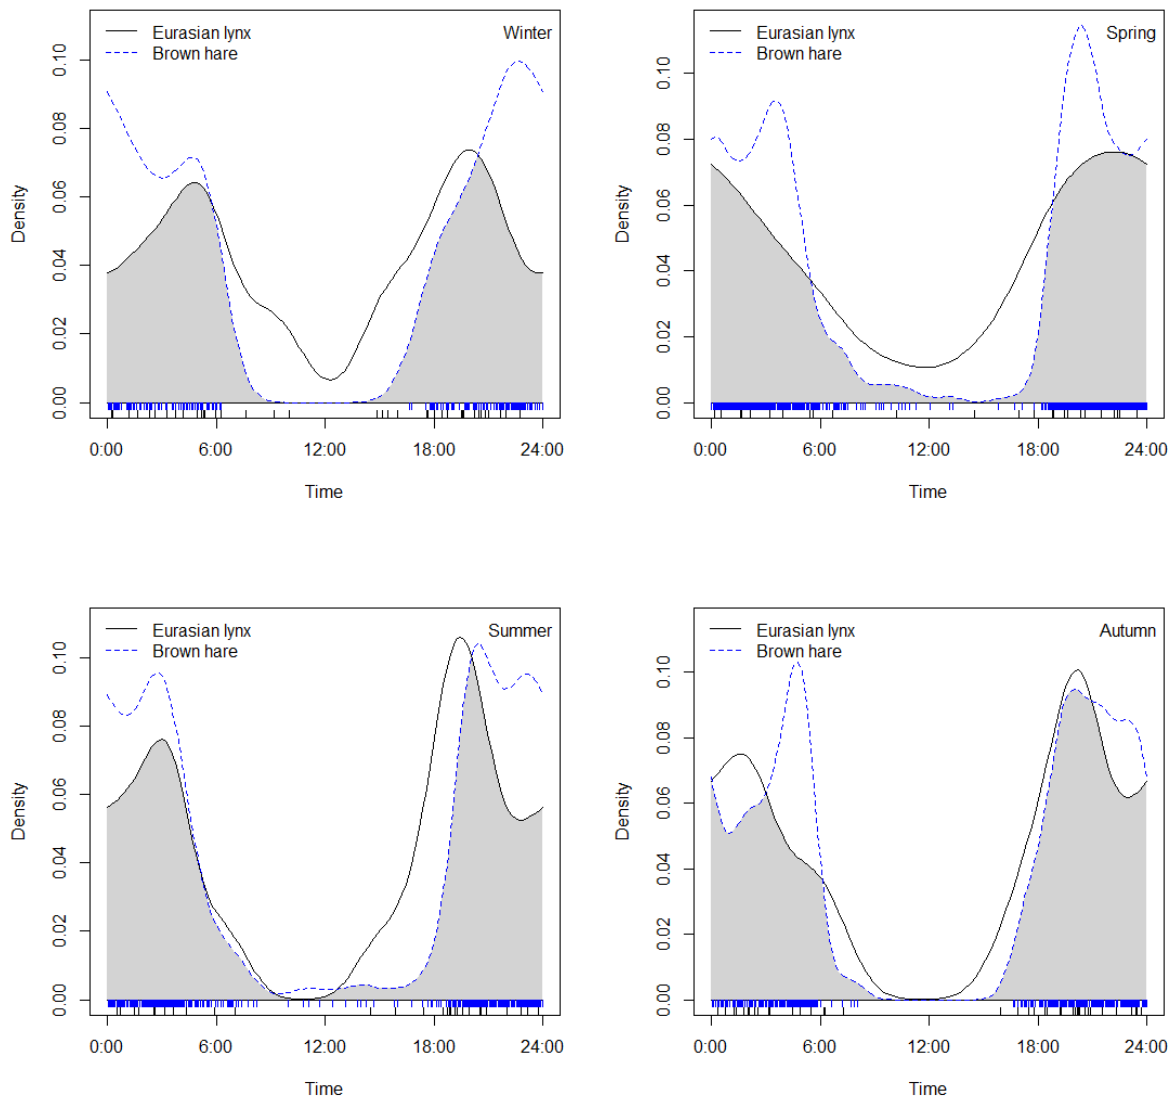 Eurasian lynx
Brown hare
Winter
Density
0.00 0.02 0.04 0.06 0.08 0.10
0:00 6:00 12:00 18:00 24:00
Time
Eurasian lynx
Brown hare
Spring
Density
0.00 0.02 0.04 0.06 0.08 0.10
0:00 6:00 12:00 18:00 24:00
Time
Eurasian lynx
Brown hare
Summer
Density
0.00 0.02 0.04 0.06 0.08 0.10
0:00 6:00 12:00 18:00 24:00
Time
Eurasian lynx
Brown hare
Autumn
Density
0.00 0.02 0.04 0.06 0.08 0.10
0:00 6:00 12:00 18:00 24:00
Time